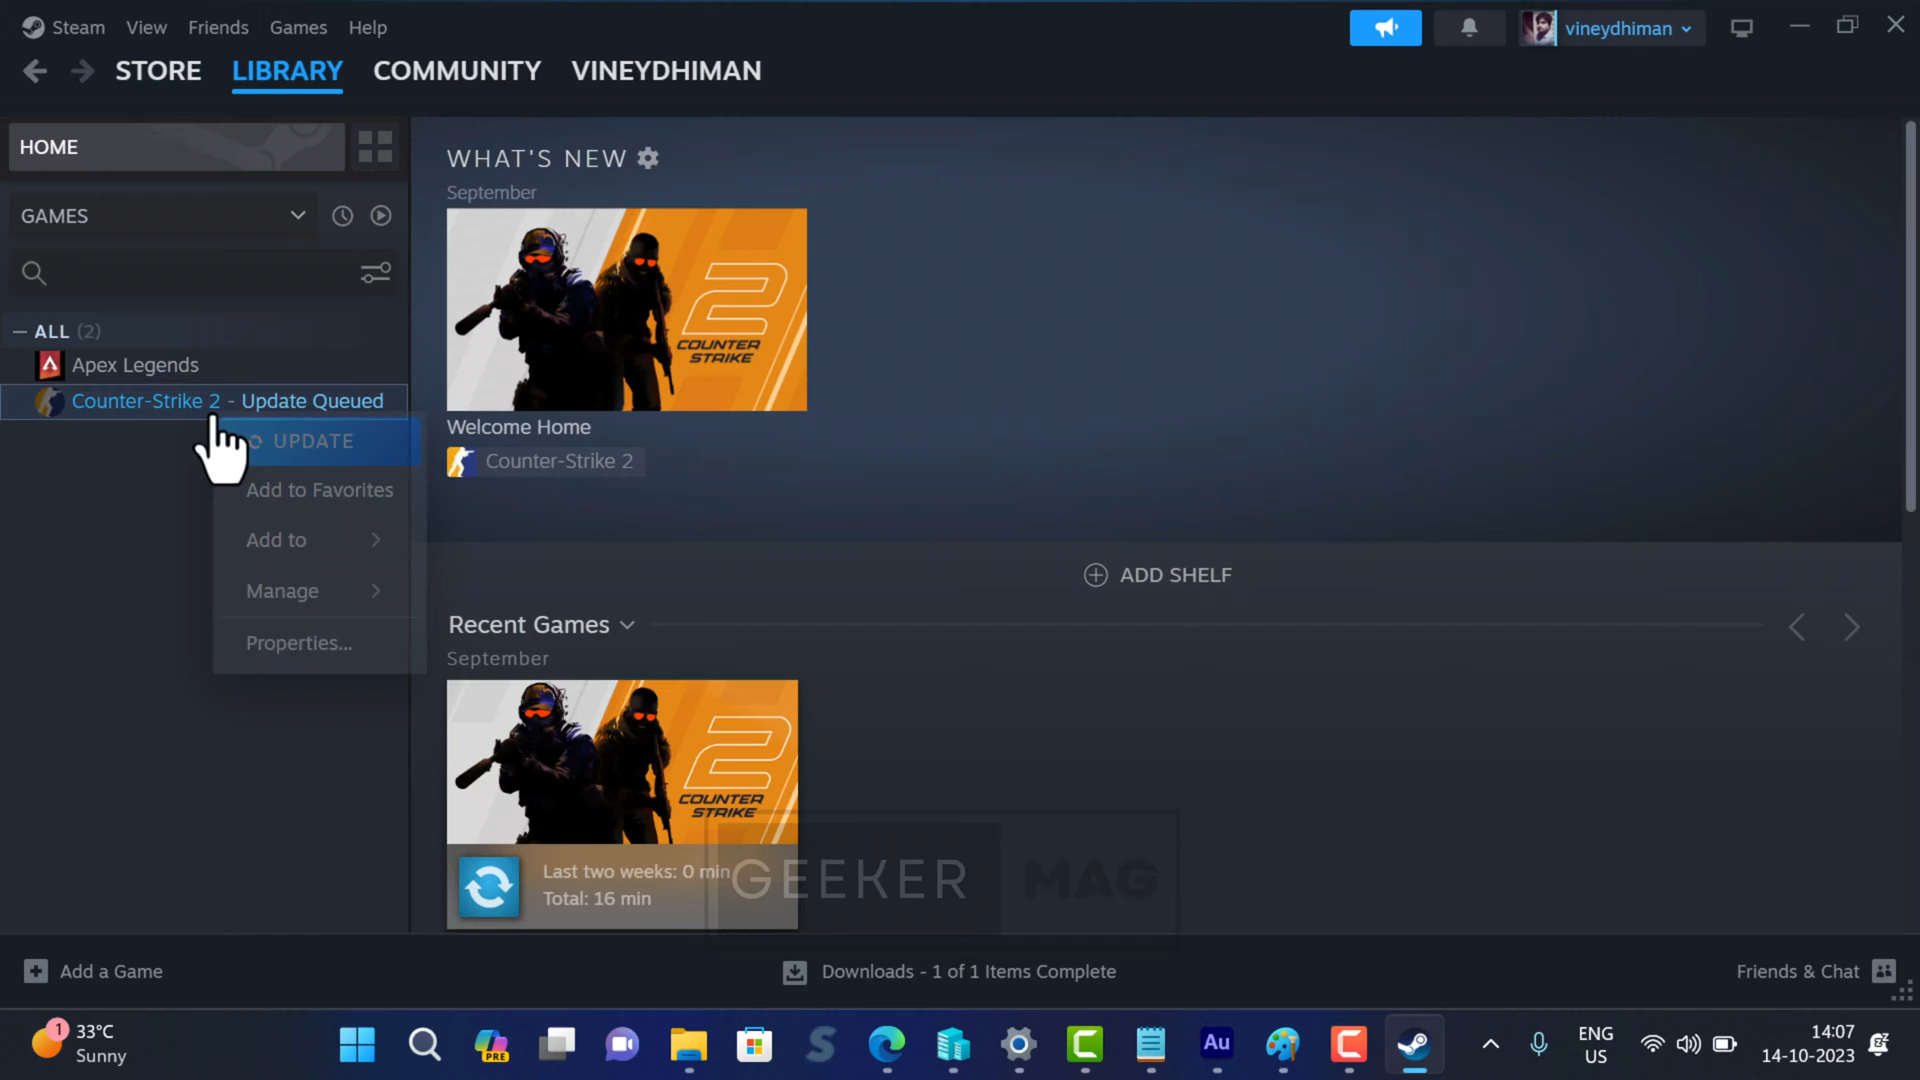 Steam View Friends Games Help
vineydhiman
STORE LIBRARY COMMUNITY VINEYDHIMAN
HOME
GAMES
ALL (2)
Apex Legends
Counter-Strike 2 - Update Queued
UPDATE
Add to Favorites
Add to
Manage
Properties...
WHAT'S NEW
September
2
COUNTER
STRIKE
Welcome Home
Counter-Strike 2
ADD SHELF
Recent Games
September
2
COUNTER
STRIKE
Last two weeks: 0 min
Total: 16 min
GEEKER MAG
Add a Game
Downloads - 1 of 1 Items Complete
Friends & Chat
1
33°C
Sunny
PRE
Au
ENG
US
14:07
14-10-2023